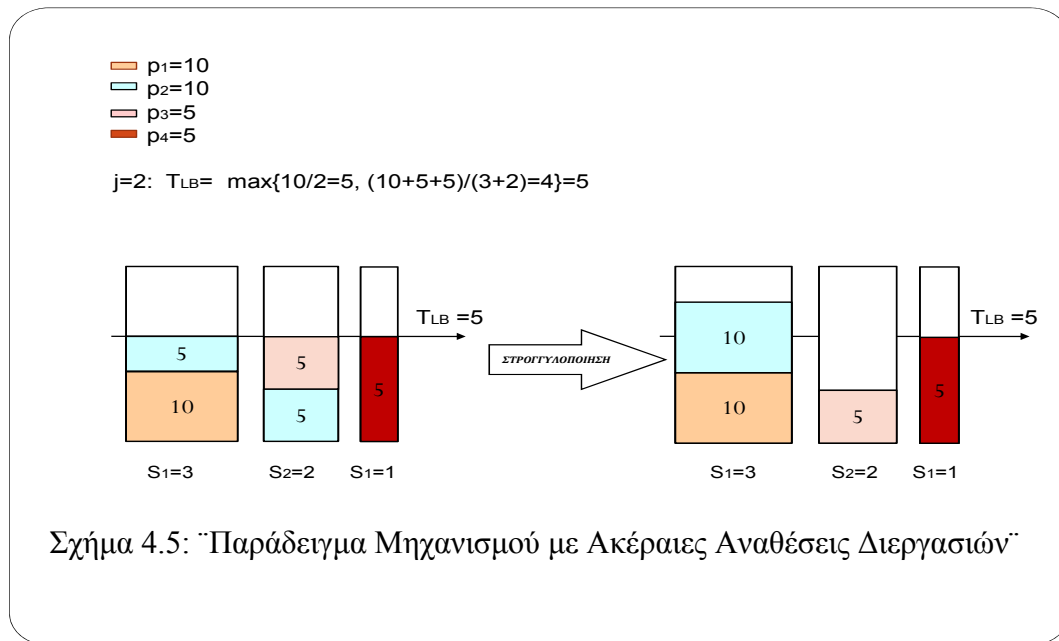 p1=10
p2=10
p3=5
p4=5
j=2: TLB= max{10/2=5, (10+5+5)/(3+2)=4}=5
TLB =5
TLB =5
5
5
10
5
5
ΣΤΡΟΓΓΥΛΟΠΟΙΗΣΗ
10
10
5
5
S1=3
S2=2
S1=1
S1=3
S2=2
S1=1
Σχήμα 4.5: ¨Παράδειγμα Μηχανισμού με Ακέραιες Αναθέσεις Διεργασιών¨